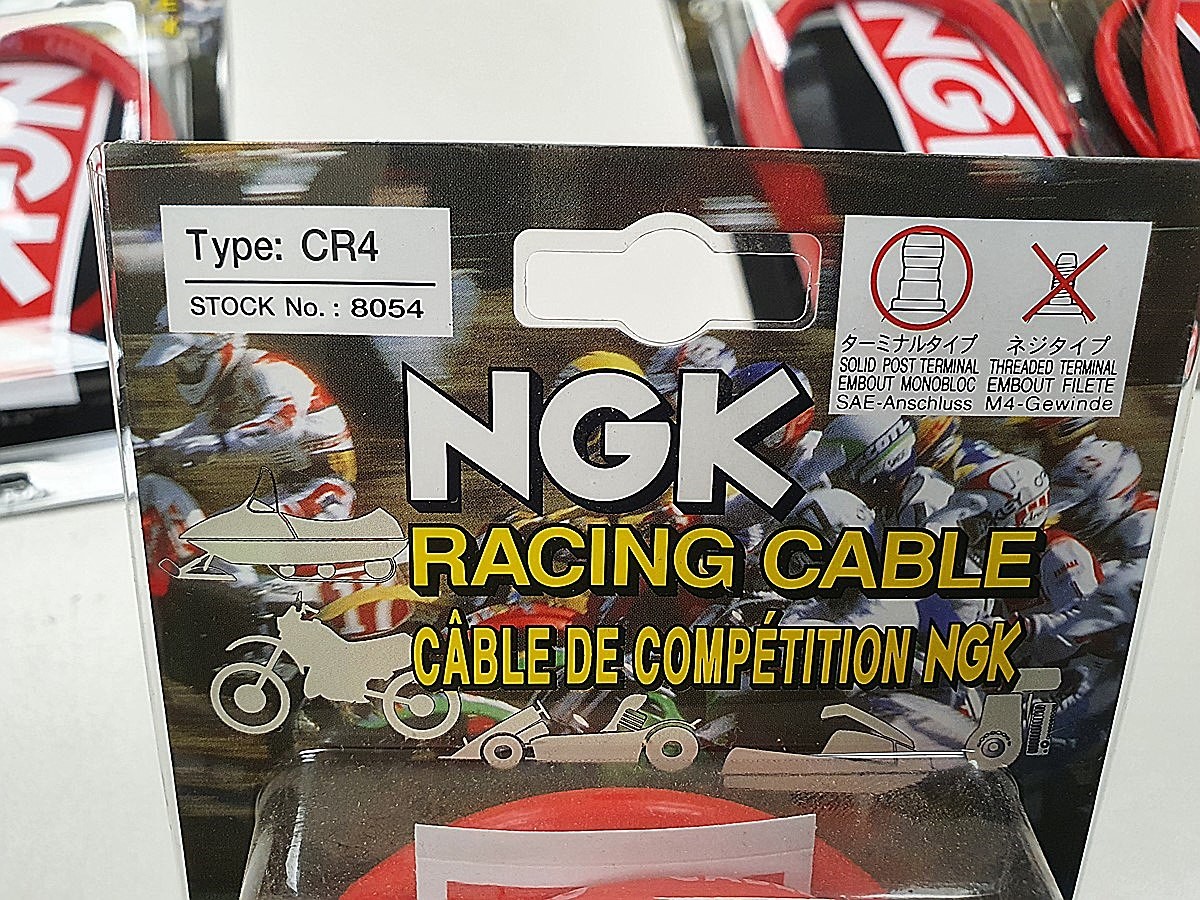 NGK
NGK
Type: CR4
STOCK No. : 8054
ターミナルタイプ
SOLID POST TERMINAL
EMBOUT MONOBLOC
SAE-Anschluss
ネジタイプ
THREADED TERMINAL
EMBOUT FILETE
M4-Gewinde
NGK
RACING CABLE
CÂBLE DE COMPÉTITION NGK